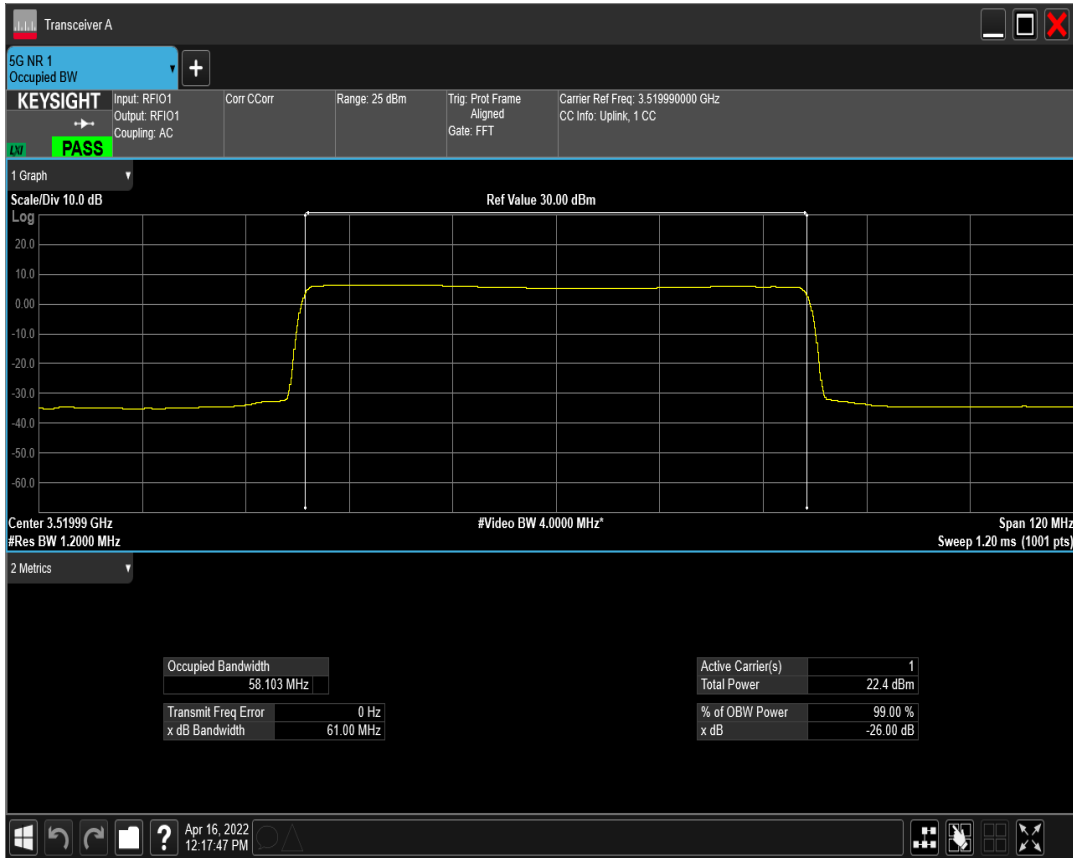 Transceiver A
5G NR 1
Occupied BW
KEYSIGHT
LXI
PASS
Input: RFIO1
Output: RFIO1
Coupling: AC
Corr CCorr
Range: 25 dBm
Trig: Prot Frame
Aligned
Gate: FFT
Carrier Ref Freq: 3.519990000 GHz
CC Info: Uplink, 1 CC
1 Graph
Scale/Div 10.0 dB
Ref Value 30.00 dBm
Log
20.0
10.0
0.00
-10.0
-20.0
-30.0
-40.0
-50.0
-60.0
Center 3.51999 GHz
#Video BW 4.0000 MHz*
Span 120 MHz
#Res BW 1.2000 MHz
Sweep 1.20 ms (1001 pts)
2 Metrics
Occupied Bandwidth
58.103 MHz
Transmit Freq Error 0 Hz
x dB Bandwidth 61.00 MHz
Active Carrier(s) 1
Total Power 22.4 dBm
% of OBW Power 99.00 %
x dB -26.00 dB
?
Apr 16, 2022
12:17:47 PM